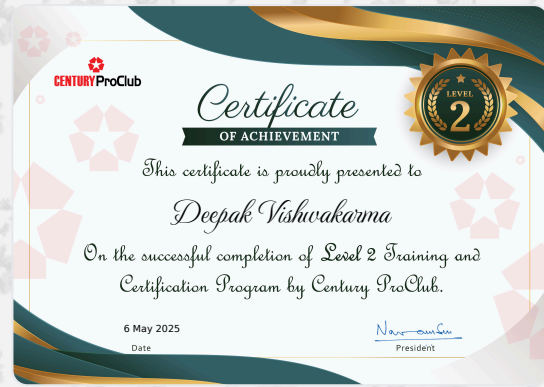 CENTURY ProClub
Certificate
OF ACHIEVEMENT
LEVEL
2
This certificate is proudly presented to
Deepak Vishwakarma
On the successful completion of Level 2 Training and
Certification Program by Century ProClub.
6 May 2025
Date
President